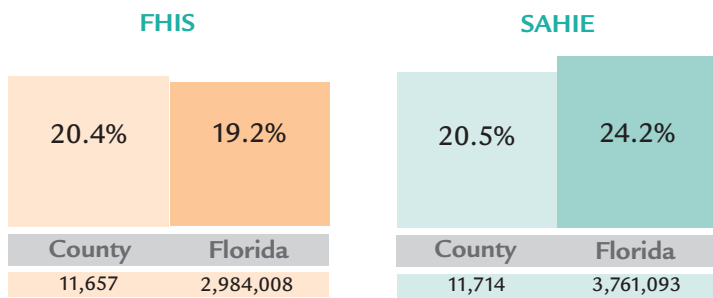 FHIS
20.4% 19.2%
County Florida
11,657 2,984,008
SAHIE
20.5% 24.2%
County Florida
11,714 3,761,093